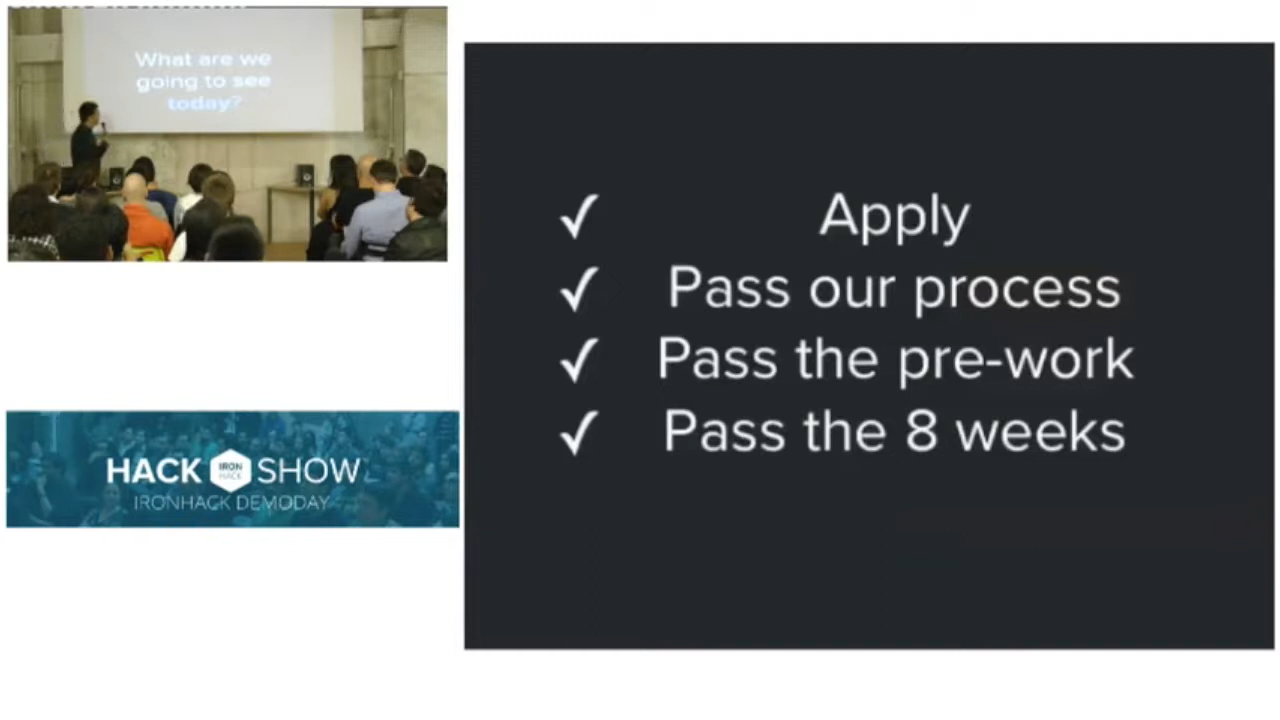 What are we
going to see
today?
HACK IRON HACK SHOW
IRONHACK DEMODAY
✓ Apply
✓ Pass our process
✓ Pass the pre-work
✓ Pass the 8 weeks